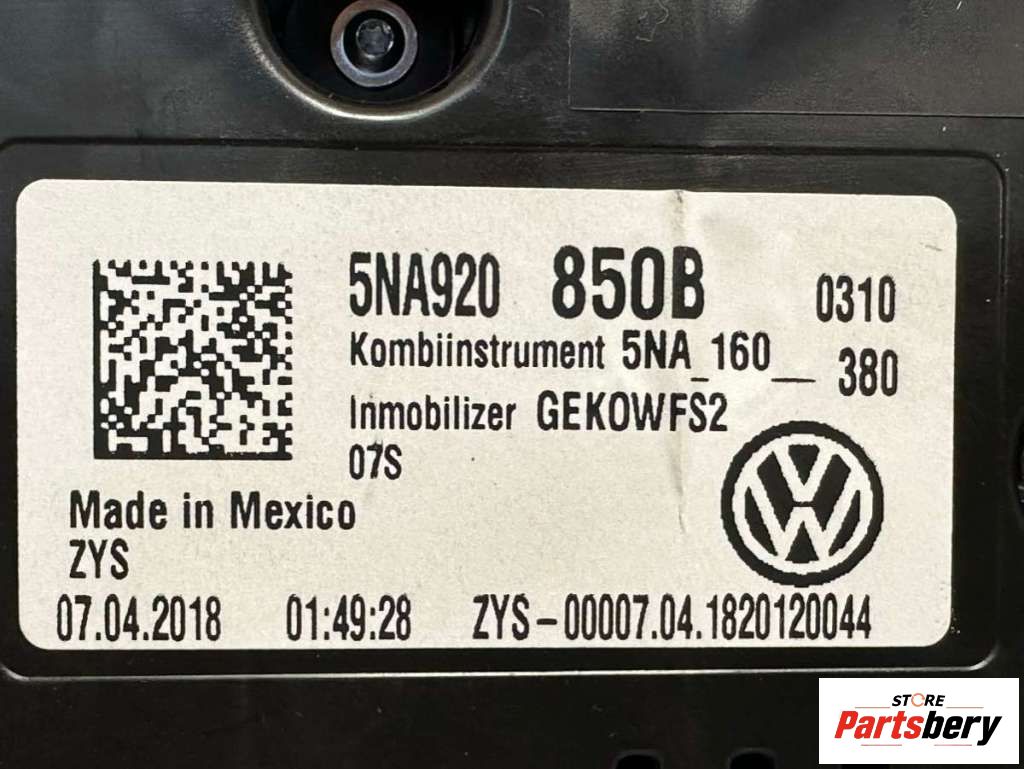 5NA920 850B 0310
Kombiinstrument 5NA_160__ 380
Inmobilizer GEKOWFS2
07S
Made in Mexico
ZYS
07.04.2018 01:49:28 ZYS-00007.04.1820120044
STORE
Partsbery